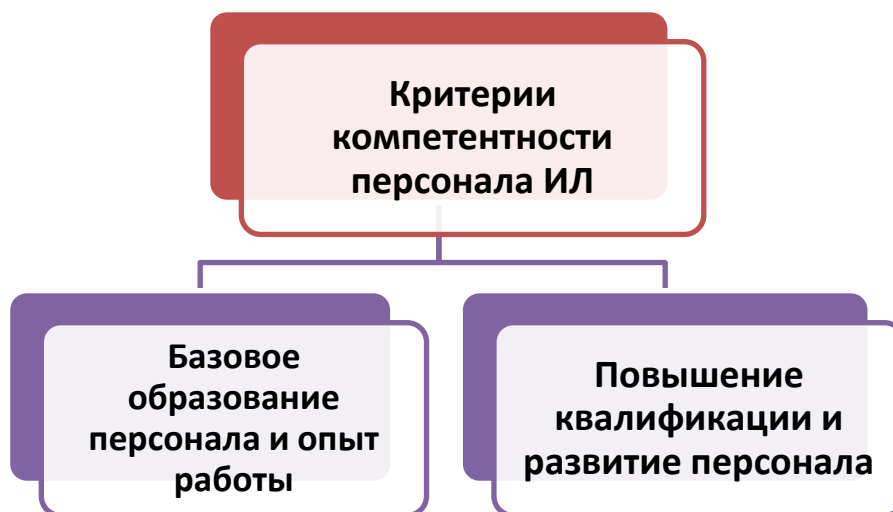 Критерии
компетентности
персонала ИЛ
Базовое
образование
персонала и опыт
работы
Повышение
квалификации и
развитие персонала